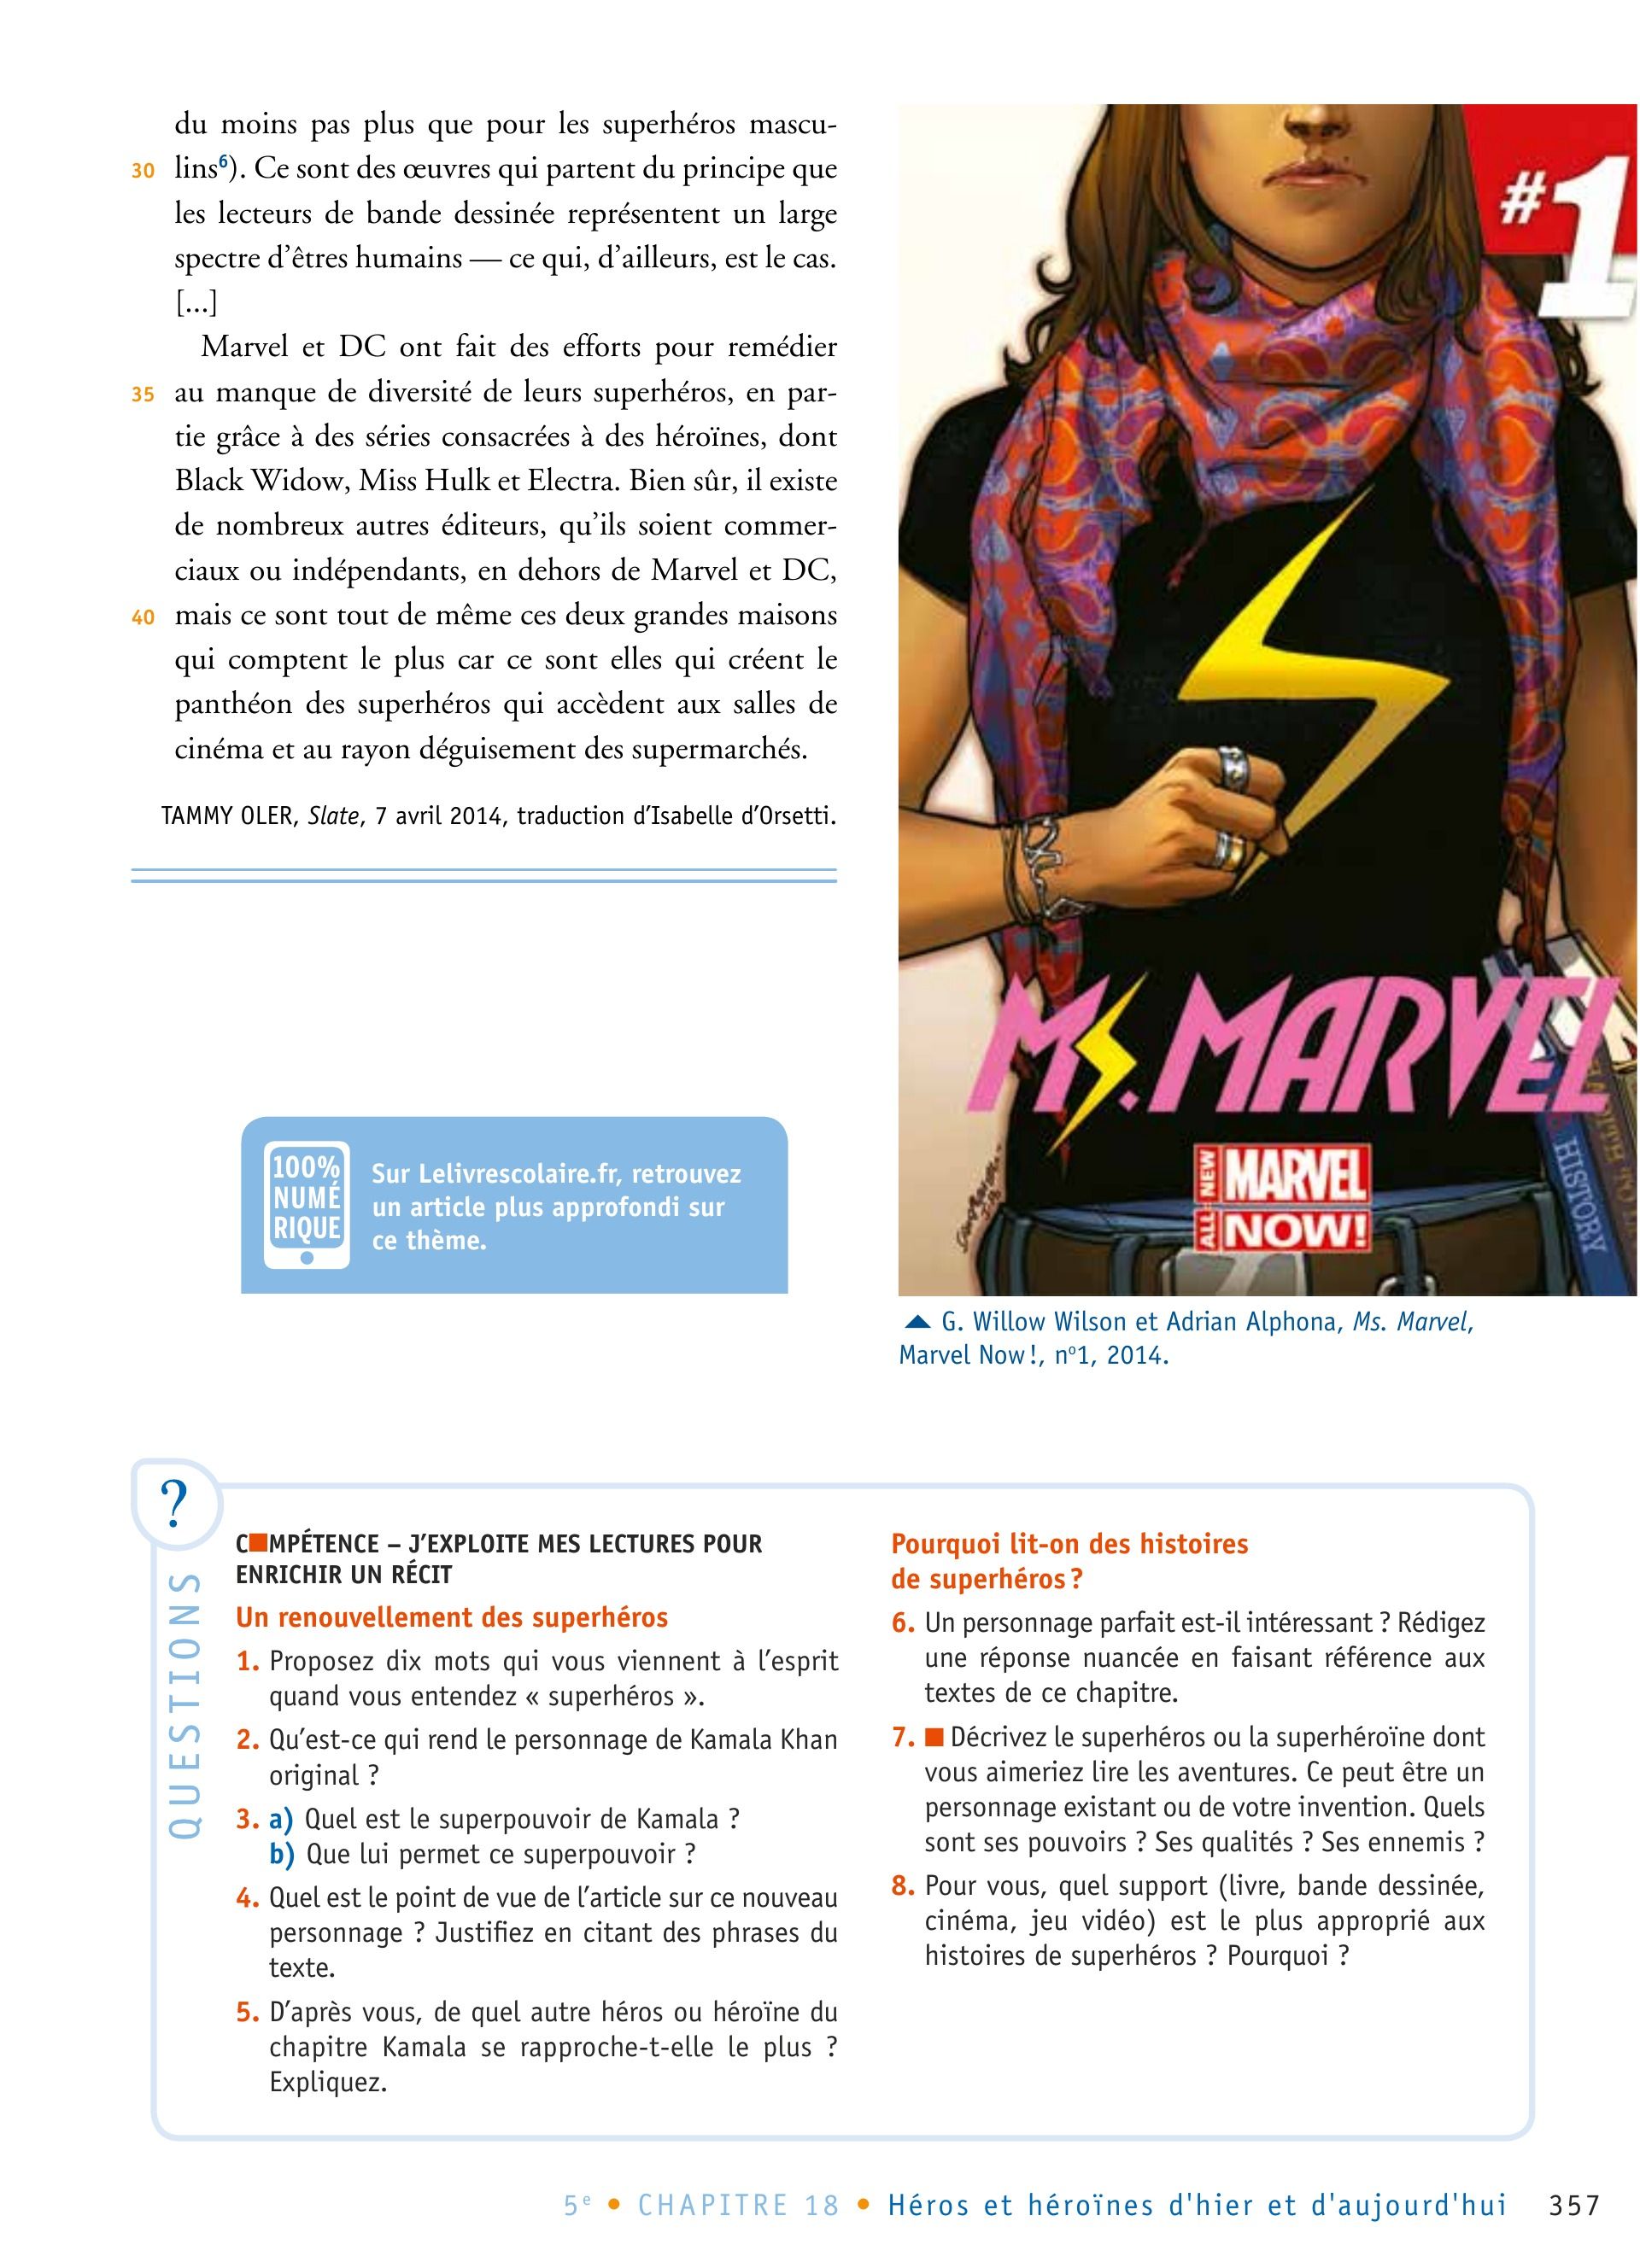 du moins pas plus que pour les superhéros mascu-
30 lins⁶). Ce sont des œuvres qui partent du principe que
les lecteurs de bande dessinée représentent un large
spectre d'êtres humains — ce qui, d'ailleurs, est le cas.
[...]
Marvel et DC ont fait des efforts pour remédier
35 au manque de diversité de leurs superhéros, en par-
tie grâce à des séries consacrées à des héroïnes, dont
Black Widow, Miss Hulk et Electra. Bien sûr, il existe
de nombreux autres éditeurs, qu'ils soient commer-
ciaux ou indépendants, en dehors de Marvel et DC,
40 mais ce sont tout de même ces deux grandes maisons
qui comptent le plus car ce sont elles qui créent le
panthéon des superhéros qui accèdent aux salles de
cinéma et au rayon déguisement des supermarchés.
TAMMY OLER, Slate, 7 avril 2014, traduction d'Isabelle d'Orsetti.
100%
NUMÉ
RIQUE
Sur Lelivrescolaire.fr, retrouvez
un article plus approfondi sur
ce thème.
#1
MS. MARVEL
HISTORY
ALL-NEW
MARVEL
NOW!
▲ G. Willow Wilson et Adrian Alphona, Ms. Marvel,
Marvel Now !, nº1, 2014.
?
QUESTIONS
C■MPÉTENCE – J'EXPLOITE MES LECTURES POUR
ENRICHIR UN RÉCIT
Un renouvellement des superhéros
1. Proposez dix mots qui vous viennent à l'esprit
quand vous entendez « superhéros ».
2. Qu'est-ce qui rend le personnage de Kamala Khan
original ?
3. a) Quel est le superpouvoir de Kamala ?
b) Que lui permet ce superpouvoir ?
4. Quel est le point de vue de l'article sur ce nouveau
personnage ? Justifiez en citant des phrases du
texte.
5. D'après vous, de quel autre héros ou héroïne du
chapitre Kamala se rapproche-t-elle le plus ?
Expliquez.
Pourquoi lit-on des histoires
de superhéros ?
6. Un personnage parfait est-il intéressant ? Rédigez
une réponse nuancée en faisant référence aux
textes de ce chapitre.
7. ■ Décrivez le superhéros ou la superhéroïne dont
vous aimeriez lire les aventures. Ce peut être un
personnage existant ou de votre invention. Quels
sont ses pouvoirs ? Ses qualités ? Ses ennemis ?
8. Pour vous, quel support (livre, bande dessinée,
cinéma, jeu vidéo) est le plus approprié aux
histoires de superhéros ? Pourquoi ?
5e • CHAPITRE 18 • Héros et héroïnes d'hier et d'aujourd'hui 357